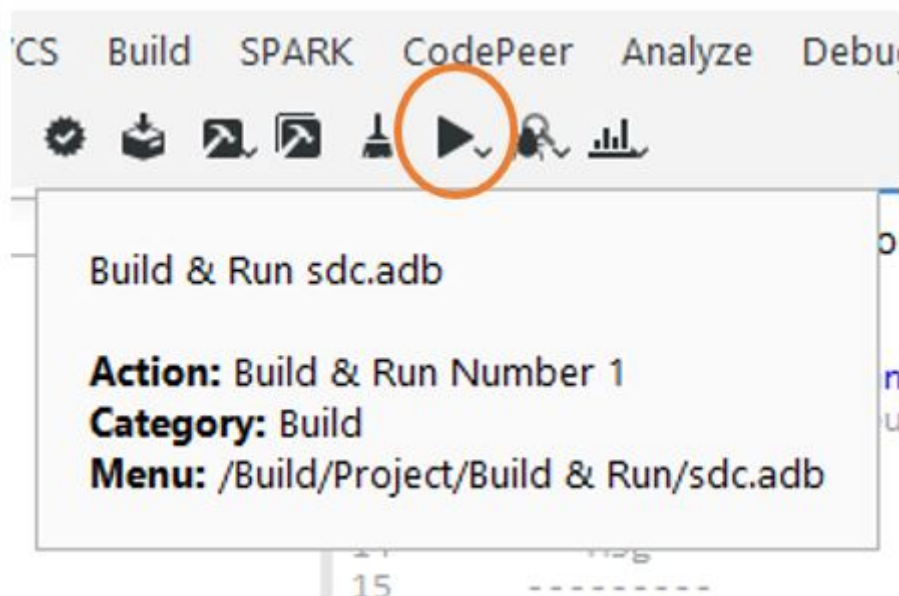 CS Build SPARK CodePeer Analyze Debug
Build & Run sdc.adb
Action: Build & Run Number 1
Category: Build
Menu: /Build/Project/Build & Run/sdc.adb
15 ---------